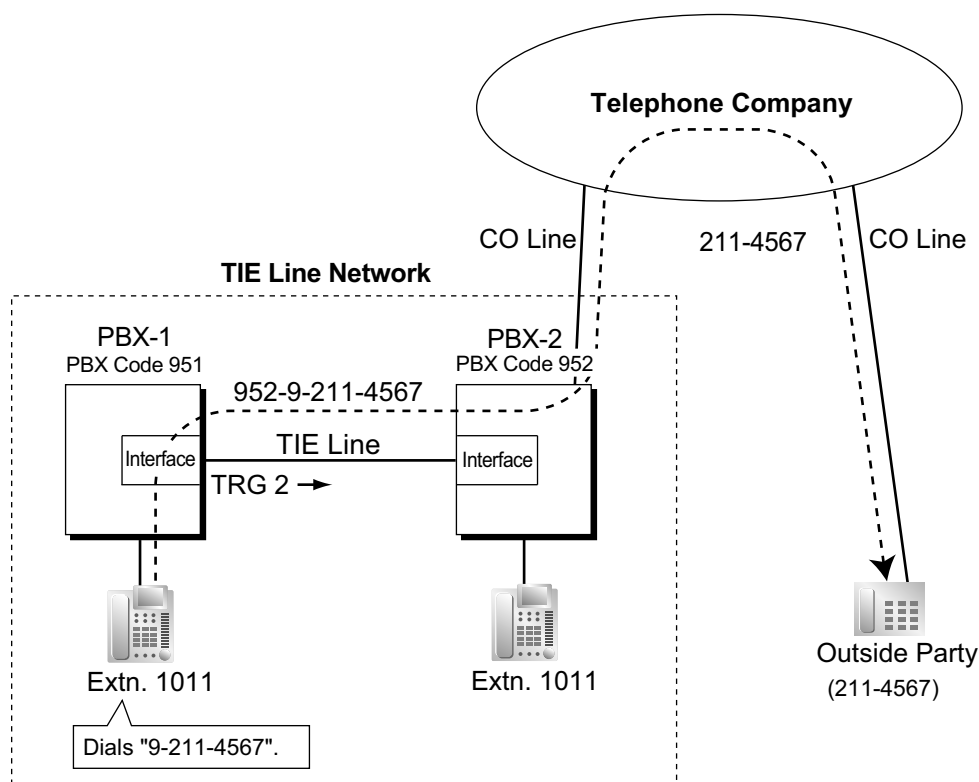 Telephone Company
CO Line
211-4567
CO Line
TIE Line Network
PBX-1
PBX Code 951
PBX-2
PBX Code 952
952-9-211-4567
Interface
TIE Line
Interface
TRG 2
Extn. 1011
Extn. 1011
Outside Party
(211-4567)
Dials "9-211-4567".